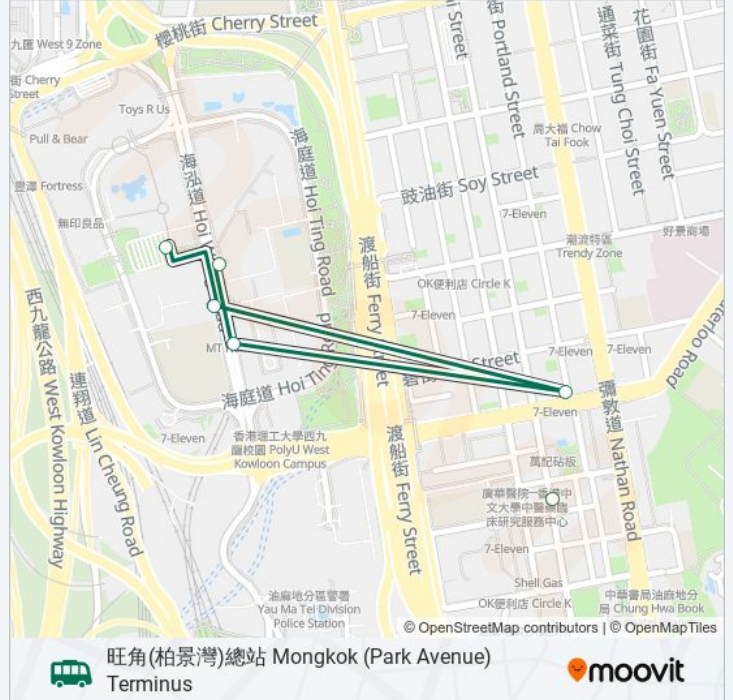 櫻桃街 Cherry Street
九匯 West 9 Zone
街 Cherry
Street
Toys R Us
Pull & Bear
豐澤 Fortress
無印良品
海泓道 Hoi
海庭道 Hoi Ting Road
街 Portland Street
通菜街 Tung Choi Street
花園街 Fa Yuen Street
周大福 Chow
Tai Fook
豉油街 Soy Street
7-Eleven
潮流特區
Trendy Zone
好景商場
渡船街 Ferry Street
OK便利店 Circle K
7-Eleven
Street
7-Eleven
7-Eleven
Waterloo Road
西九龍公路 West Kowloon Highway
連翔道 Lin Cheung Road
海庭道 Hoi Ting
7-Eleven
7-Eleven
彌敦道 Nathan Road
香港理工大學西九
龍校園 PolyU West
Kowloon Campus
渡船街 Ferry Street
萬記砧板
廣華醫院─香港中
文大學中醫藥臨
床研究服務中心
7-Eleven
Shell Gas
OK便利店 Circle K
中華書局油麻地分
局 Chung Hwa Book
油麻地分區警署
Yau Ma Tei Division
Police Station
© OpenStreetMap contributors | © OpenMapTiles
旺角(柏景灣)總站 Mongkok (Park Avenue)
Terminus
moovit